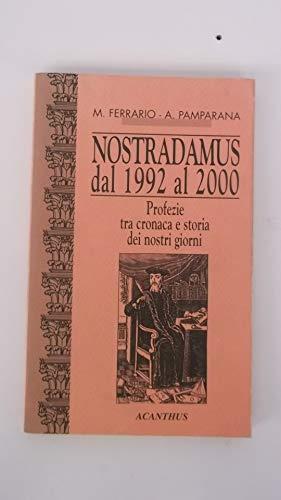 M. FERRARIO - A. PAMPARANA
NOSTRADAMUS
dal 1992 al 2000
Profezie
tra cronaca e storia
dei nostri giorni
ACANTHUS